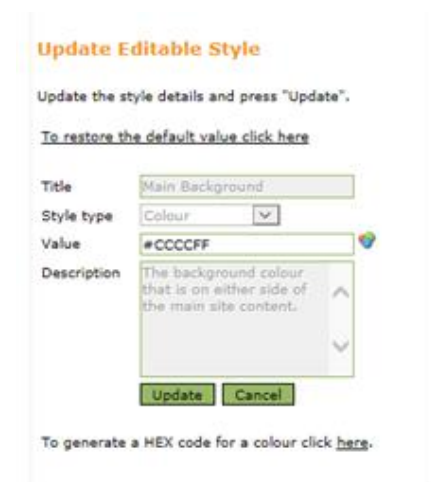 Update Editable Style
Update the style details and press "Update".
To restore the default value click here
Title Main Background
Style type Colour
Value #CCCCFF
Description The background colour
that is on either side of
the main site content.
Update Cancel
To generate a HEX code for a colour click here.